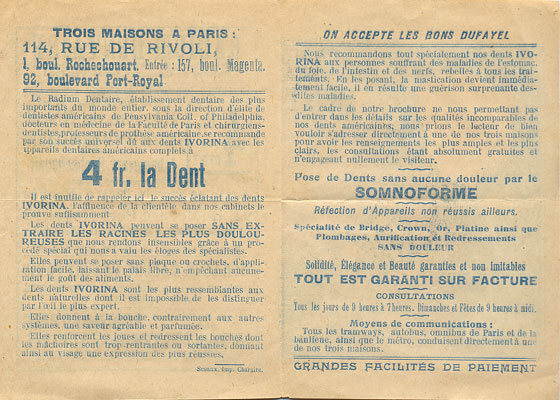 TROIS MAISONS A PARIS :
114, RUE DE RIVOLI,
1, boul. Rochechouart. Entrée : 157, boul. Magenta.
92, boulevard Port-Royal
Le Radium Dentaire, établissement dentaire des plus
importants du monde entier, sous la direction d'élite de
dentistes américains de Pensylvania Coll. of Philadelphia,
docteurs en médecine de la Faculté de Paris et chirurgiens-
dentistes, professeurs de prothèse américaine, se recommande
par son succès universel dû aux dents IVORINA avec les
appareils dentaires américains complets à
4 fr. la Dent
Il est inutile de rappeler ici le succès éclatant des dents
IVORINA, l'affluence de la clientèle dans nos cabinets le
prouve suffisamment
Les dents IVORINA peuvent se poser SANS EX-
TRAIRE LES RACINES LES PLUS DOULOU-
REUSES que nous rendons insensibles grâce à un pro-
cédé spécial qui nous a valu les éloges des spécialistes.
Elles peuvent se poser sans plaque ou crochets, d'appli-
cation facile, laissant le palais libre, n'empêchant aucune-
ment le goût des aliments.
Les dents IVORINA sont les plus ressemblantes aux
dents naturelles dont il est impossible de les distinguer
par l'œil le plus expert.
Elles donnent à la bouche, contrairement aux autres
systèmes, une saveur agréable et parfumée.
Elles renforcent les joues et redressent les bouches dont
les mâchoires sont trop rentrantes ou sortantes, donnant
ainsi au visage une expression des plus réussies.
Sceaux, Imp. Charaire.
ON ACCEPTE LES BONS DUFAYEL
Nous recommandons tout spécialement nos dents IVO-
RINA aux personnes souffrant des maladies de l'estomac,
du foie, de l'intestin et des nerfs, rebelles à tous les trai-
tements. En les posant, la mastication devient immédia-
tement facile, il en résulte une guérison surprenante des-
dites maladies.
Le cadre de notre brochure ne nous permettant pas
d'entrer dans les détails sur les qualités incomparables de
nos dents américaines, nous prions le lecteur de bien
vouloir s'adresser directement à une de nos trois maisons
pour avoir les renseignements les plus amples et les plus
clairs, les consultations étant absolument gratuites et
n'engageant nullement le visiteur.
Pose de Dents sans aucune douleur par le
SOMNOFORME
Réfection d'Appareils non réussis ailleurs.
Spécialité de Bridge, Crown, Or, Platine ainsi que
Plombages, Aurification et Redressements
SANS DOULEUR
Solidité, Élégance et Beauté garanties et non imitables
TOUT EST GARANTI SUR FACTURE
CONSULTATIONS
Tous les jours de 9 heures à 7 heures. Dimanches et Fêtes de 9 heures à midi.
Moyens de communications :
Tous les tramways, autobus, omnibus de Paris et de la
banlieue, ainsi que le métro, conduisent directement à une
de nos trois maisons.
GRANDES FACILITÉS DE PAIEMENT